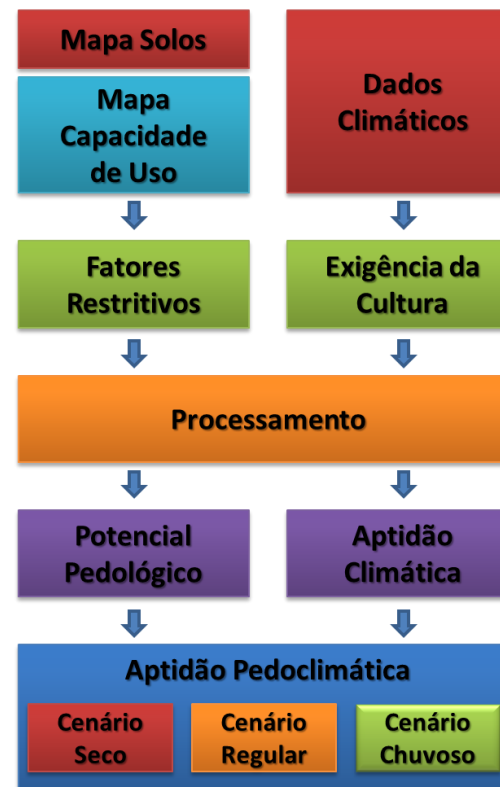 Mapa Solos
Mapa
Capacidade
de Uso
Dados
Climáticos
Fatores
Restritivos
Exigência da
Cultura
Processamento
Potencial
Pedológico
Aptidão
Climática
Aptidão Pedoclimática
Cenário
Seco
Cenário
Regular
Cenário
Chuvoso